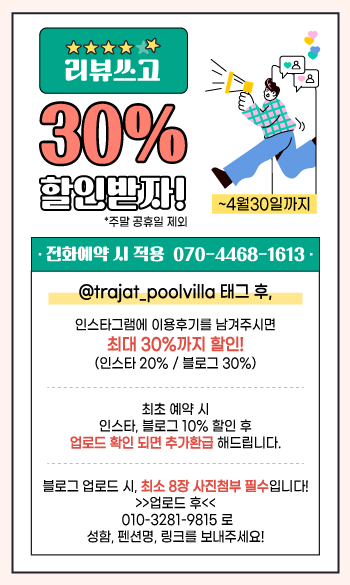 리뷰쓰고
30%
할인받자!
*주말 공휴일 제외
~4월30일까지
· 전화예약 시 적용 070-4468-1613 ·
@trajat_poolvilla 태그 후,
인스타그램에 이용후기를 남겨주시면
최대 30%까지 할인!
(인스타 20% / 블로그 30%)
최초 예약 시
인스타, 블로그 10% 할인 후
업로드 확인 되면 추가환급 해드립니다.
블로그 업로드 시, 최소 8장 사진첨부 필수입니다!
>>업로드 후<<
010-3281-9815 로
성함, 펜션명, 링크를 보내주세요!